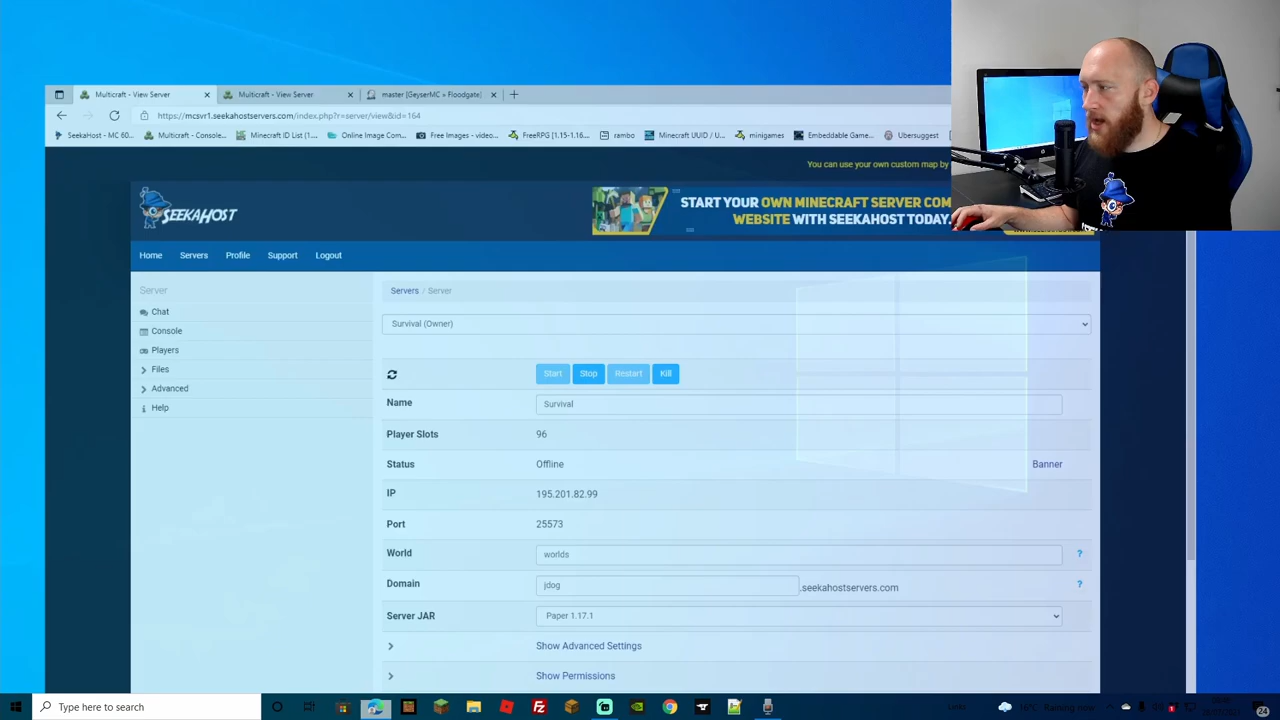 Multicraft - View Server
Multicraft - View Server
master [GeyserMC » Floodgate]
https://mcsvr1.seekahostservers.com/index.php?r=server/view&id=164
SeekaHost - MC 60...
Multicraft - Console...
Minecraft ID List (1...
Online Image Com...
Free Images - video...
FreeRPG [1.15-1.16...
rambo
Minecraft UUID / U...
minigames
Embeddable Game...
Ubersuggest
You can use your own custom map by
SEEKAHOST
START YOUR OWN MINECRAFT SERVER COM
WEBSITE WITH SEEKAHOST TODAY.
Home
Servers
Profile
Support
Logout
Server
Chat
Console
Players
Files
Advanced
Help
Servers / Server
Survival (Owner)
Start
Stop
Restart
Kill
Name
Survival
Player Slots
96
Status
Offline
Banner
IP
195.201.82.99
Port
25573
World
worlds
?
Domain
jdog
.seekahostservers.com
?
Server JAR
Paper 1.17.1
Show Advanced Settings
Show Permissions
Type here to search
Links
16°C Raining now
24